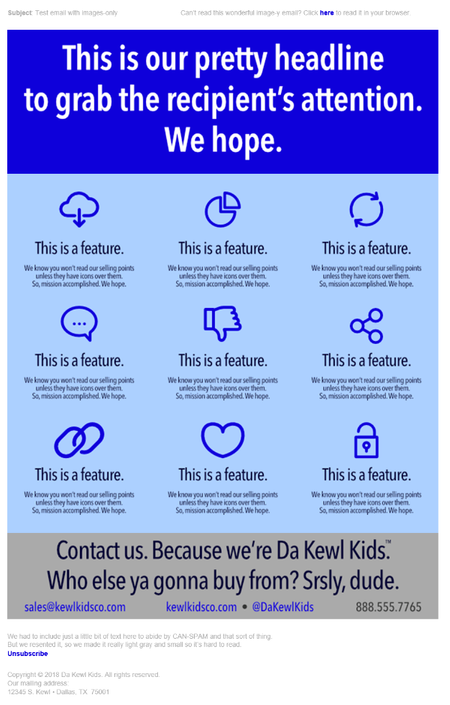 Subject: Test email with images-only
Can't read this wonderful image-y email? Click here to read it in your browser
This is our pretty headline
to grab the recipient's attention.
We hope.
This is a feature. This is a feature. This is a feature.
We know you won't read our selling points We know you won't read our selling points We know you won't read our selling points
unless they have icons over them. unless they have icons over them. unless they have icons over them.
So, mission accomplished. We hope. So, mission accomplished. We hope. So, mission accomplished. We hope.
This is a feature. This is a feature. This is a feature.
We know you won't read our selling points We know you won't read our selling points We know you won't read our selling points
unless they have icons over them. unless they have icons over them. unless they have icons over them.
So, mission accomplished. We hope. So, mission accomplished. We hope. So, mission accomplished. We hope.
This is a feature. This is a feature. This is a feature.
We know you won't read our selling points We know you won't read our selling points We know you won't read our selling points
unless they have icons over them. unless they have icons over them. unless they have icons over them.
So, mission accomplished. We hope. So, mission accomplished. We hope. So, mission accomplished. We hope.
Contact us. Because we're Da Kewl Kids.™
Who else ya gonna buy from? Srsly, dude.
sales@kewlkidsco.com kewlkidsco.com • @DaKewlKids 888.555.7765
We had to include just a little bit of text here to abide by CAN-SPAM and that sort of thing.
But we resented it, so we made it really light gray and small so it's hard to read.
Unsubscribe
Copyright © 2018 Da Kewl Kids. All rights reserved.
Our mailing address:
12345 S. Kewl • Dallas, TX 75001